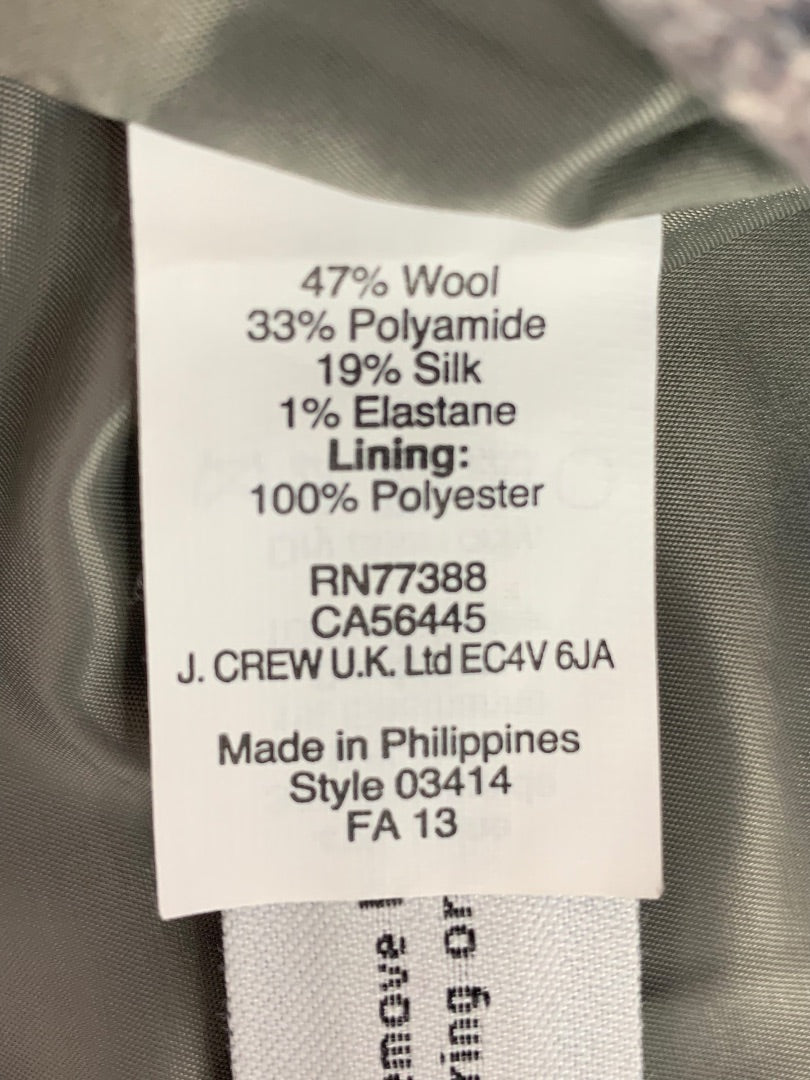 47% Wool
33% Polyamide
19% Silk
1% Elastane
Lining:
100% Polyester
RN77388
CA56445
J. CREW U.K. Ltd EC4V 6JA
Made in Philippines
Style 03414
FA 13